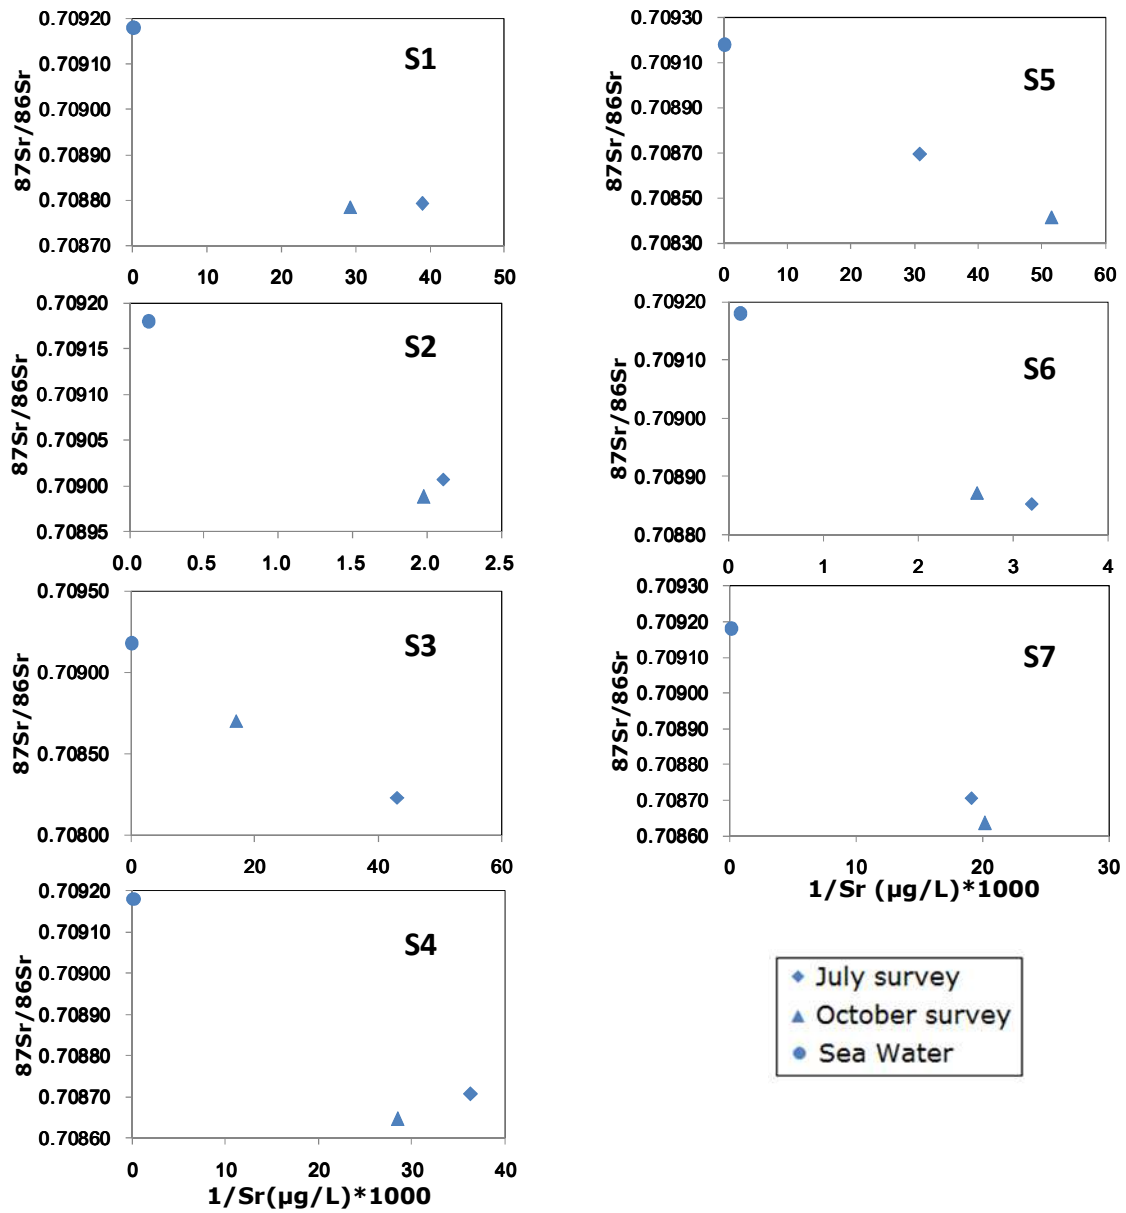 S1
87Sr/86Sr
0.70920
0.70910
0.70900
0.70890
0.70880
0.70870
0 10 20 30 40 50
S2
87Sr/86Sr
0.70920
0.70915
0.70910
0.70905
0.70900
0.70895
0.0 0.5 1.0 1.5 2.0 2.5
S3
87Sr/86Sr
0.70950
0.70900
0.70850
0.70800
0 20 40 60
S4
87Sr/86Sr
0.70920
0.70910
0.70900
0.70890
0.70880
0.70870
0.70860
0 10 20 30 40
1/Sr(µg/L)*1000
S5
87Sr/86Sr
0.70930
0.70910
0.70890
0.70870
0.70850
0.70830
0 10 20 30 40 50 60
S6
87Sr/86Sr
0.70920
0.70910
0.70900
0.70890
0.70880
0 1 2 3 4
S7
87Sr/86Sr
0.70930
0.70920
0.70910
0.70900
0.70890
0.70880
0.70870
0.70860
0 10 20 30
1/Sr (µg/L)*1000
July survey
October survey
Sea Water